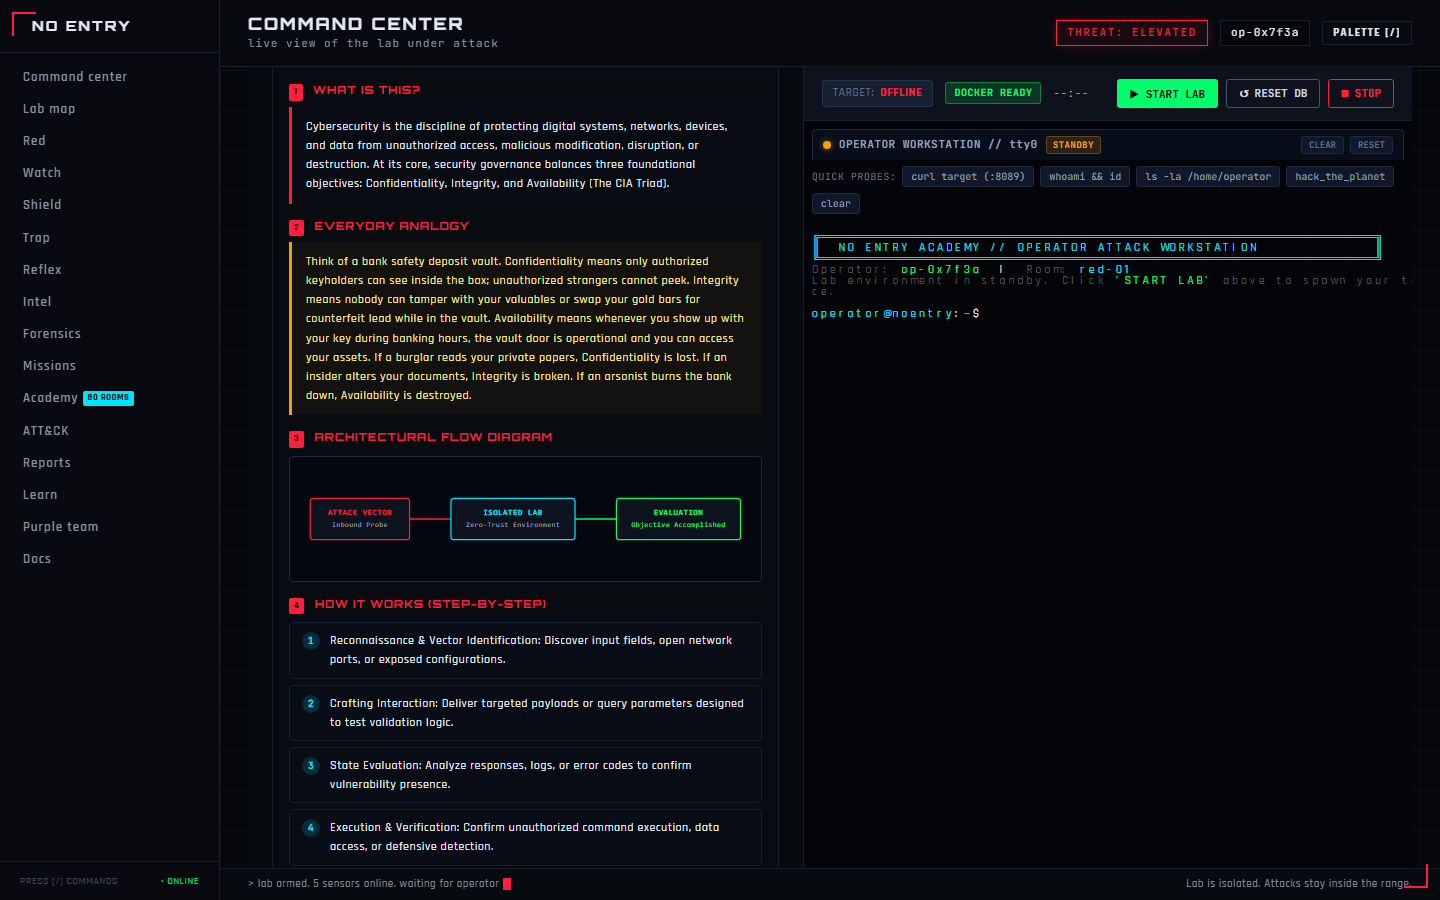 NO ENTRY
Command center
Lab map
Red
Watch
Shield
Trap
Reflex
Intel
Forensics
Missions
Academy 80 ROOMS
ATT&CK
Reports
Learn
Purple team
Docs
PRESS [/] COMMANDS • ONLINE
COMMAND CENTER
live view of the lab under attack
THREAT: ELEVATED
op-0x7f3a
PALETTE [/]
1 WHAT IS THIS?
Cybersecurity is the discipline of protecting digital systems, networks, devices,
and data from unauthorized access, malicious modification, disruption, or
destruction. At its core, security governance balances three foundational
objectives: Confidentiality, Integrity, and Availability (The CIA Triad).
2 EVERYDAY ANALOGY
Think of a bank safety deposit vault. Confidentiality means only authorized
keyholders can see inside the box; unauthorized strangers cannot peek. Integrity
means nobody can tamper with your valuables or swap your gold bars for
counterfeit lead while in the vault. Availability means whenever you show up with
your key during banking hours, the vault door is operational and you can access
your assets. If a burglar reads your private papers, Confidentiality is lost. If an
insider alters your documents, Integrity is broken. If an arsonist burns the bank
down, Availability is destroyed.
3 ARCHITECTURAL FLOW DIAGRAM
ATTACK VECTOR
Inbound Probe
ISOLATED LAB
Zero-Trust Environment
EVALUATION
Objective Accomplished
4 HOW IT WORKS (STEP-BY-STEP)
1 Reconnaissance & Vector Identification: Discover input fields, open network
ports, or exposed configurations.
2 Crafting Interaction: Deliver targeted payloads or query parameters designed
to test validation logic.
3 State Evaluation: Analyze responses, logs, or error codes to confirm
vulnerability presence.
4 Execution & Verification: Confirm unauthorized command execution, data
access, or defensive detection.
TARGET: OFFLINE
DOCKER READY
--:--
▶ START LAB
↺ RESET DB
■ STOP
OPERATOR WORKSTATION // tty0 STANDBY
CLEAR
RESET
QUICK PROBES: curl target (:8089) whoami && id ls -la /home/operator hack_the_planet
clear
NO ENTRY ACADEMY // OPERATOR ATTACK WORKSTATION
Operator: op-0x7f3a | Room: red-01
Lab environment in standby. Click 'START LAB' above to spawn your t
ce.
operator@noentry:~$
> lab armed. 5 sensors online. waiting for operator
Lab is isolated. Attacks stay inside the range.